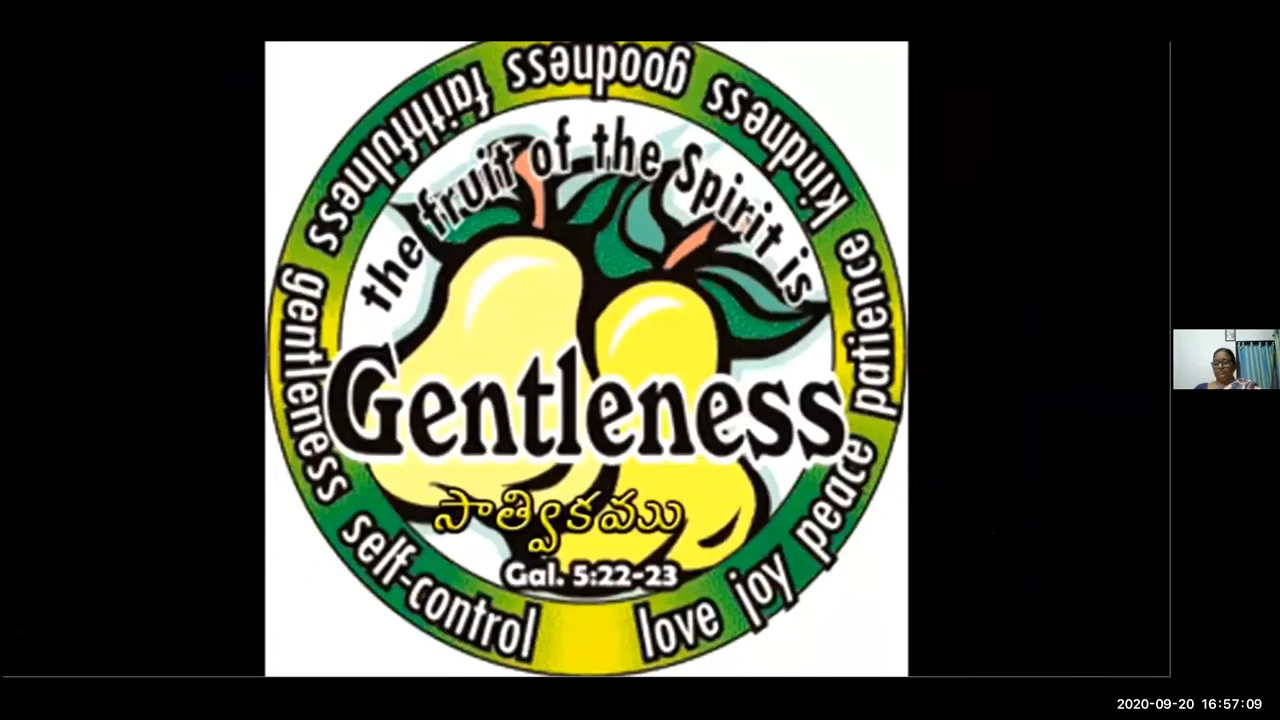 the fruit of the Spirit is
Gentleness
సాత్వికము
Gal. 5:22-23
love joy peace patience kindness goodness faithfulness gentleness self-control
2020-09-20 16:57:09